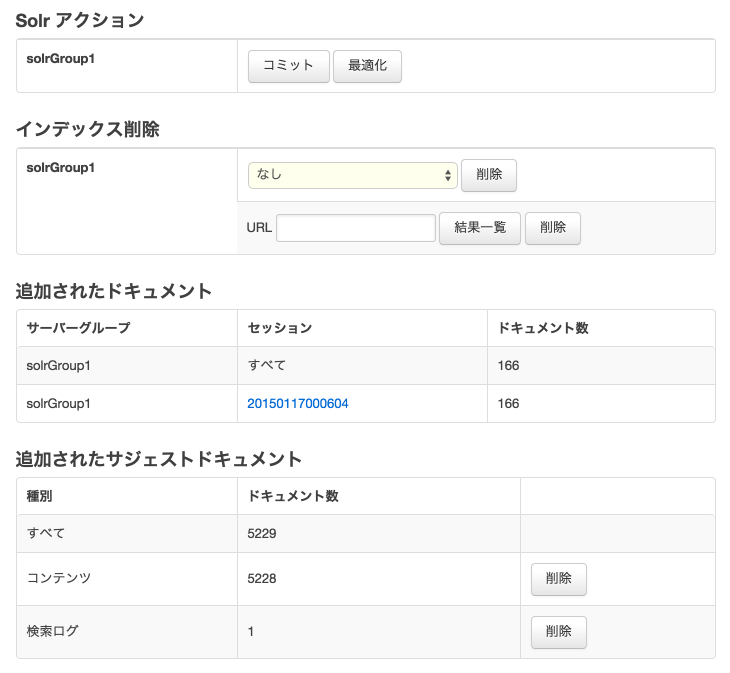 Solr アクション
solrGroup1 コミット 最適化
インデックス削除
solrGroup1 なし 削除
URL 結果一覧 削除
追加されたドキュメント
サーバーグループ セッション ドキュメント数
solrGroup1 すべて 166
solrGroup1 20150117000604 166
追加されたサジェストドキュメント
種別 ドキュメント数
すべて 5229
コンテンツ 5228 削除
検索ログ 1 削除